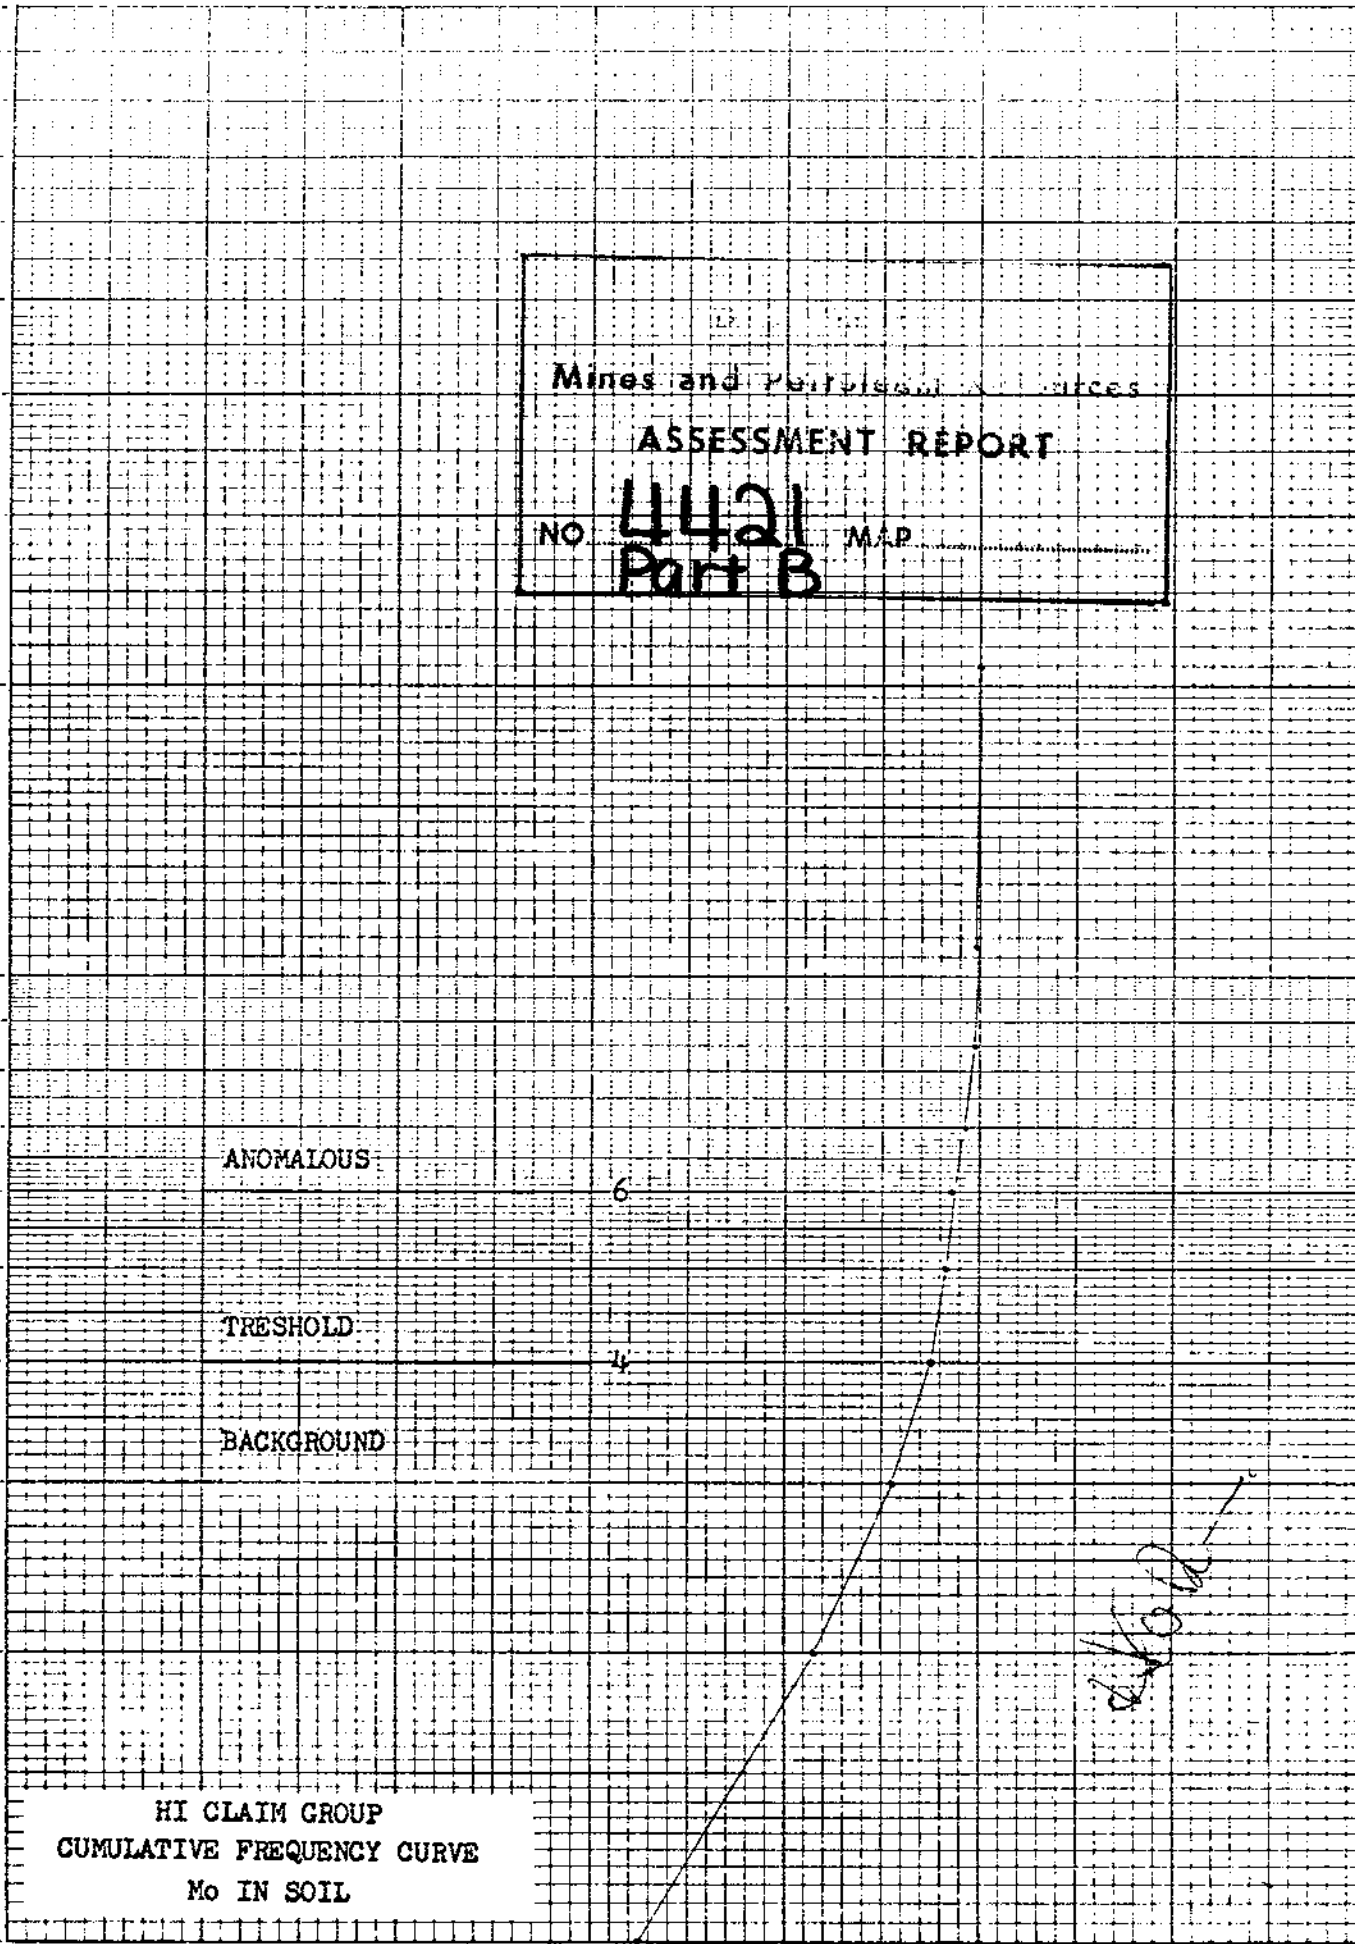 Mines and
ASSESSMENT REPORT
NO 4421 MAP
Part B
ANOMALOUS
6
TRESHOLD
4
BACKGROUND
HI CLAIM GROUP
CUMULATIVE FREQUENCY CURVE
Mo IN SOIL